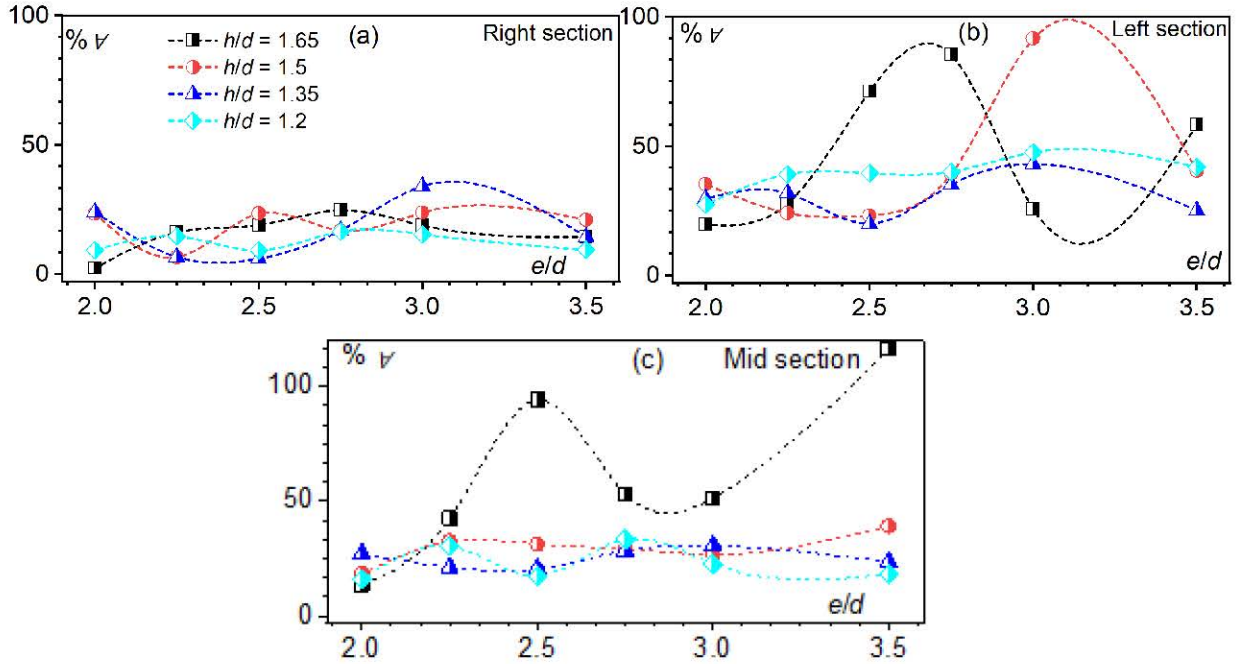 100
50
0
% ∀
(a)
Right section
h/d = 1.65
h/d = 1.5
h/d = 1.35
h/d = 1.2
e/d
2.0 2.5 3.0 3.5
100
50
0
% ∀
(b)
Left section
e/d
2.0 2.5 3.0 3.5
100
50
0
% ∀
(c)
Mid section
e/d
2.0 2.5 3.0 3.5